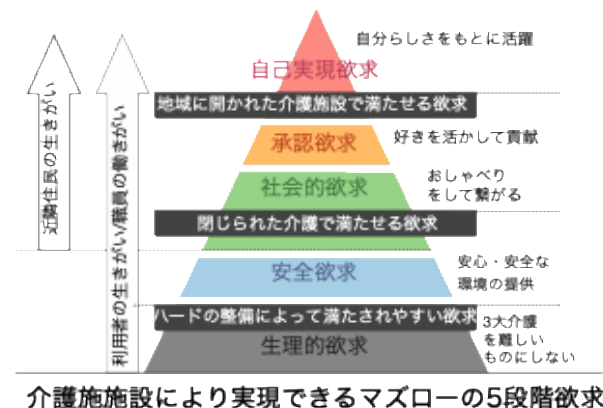 自分らしさをもとに活躍
自己実現欲求
地域に開かれた介護施設で満たせる欲求
承認欲求
好きを活かして貢献
社会的欲求
おしゃべり
をして繋がる
閉じられた介護で満たせる欲求
安全欲求
安心・安全な
環境の提供
ハードの整備によって満たされやすい欲求
生理的欲求
3大介護
を難しい
ものにしない
近隣住民の生きがい
利用者の生きがい/職員の働きがい
介護施施設により実現できるマズローの5段階欲求